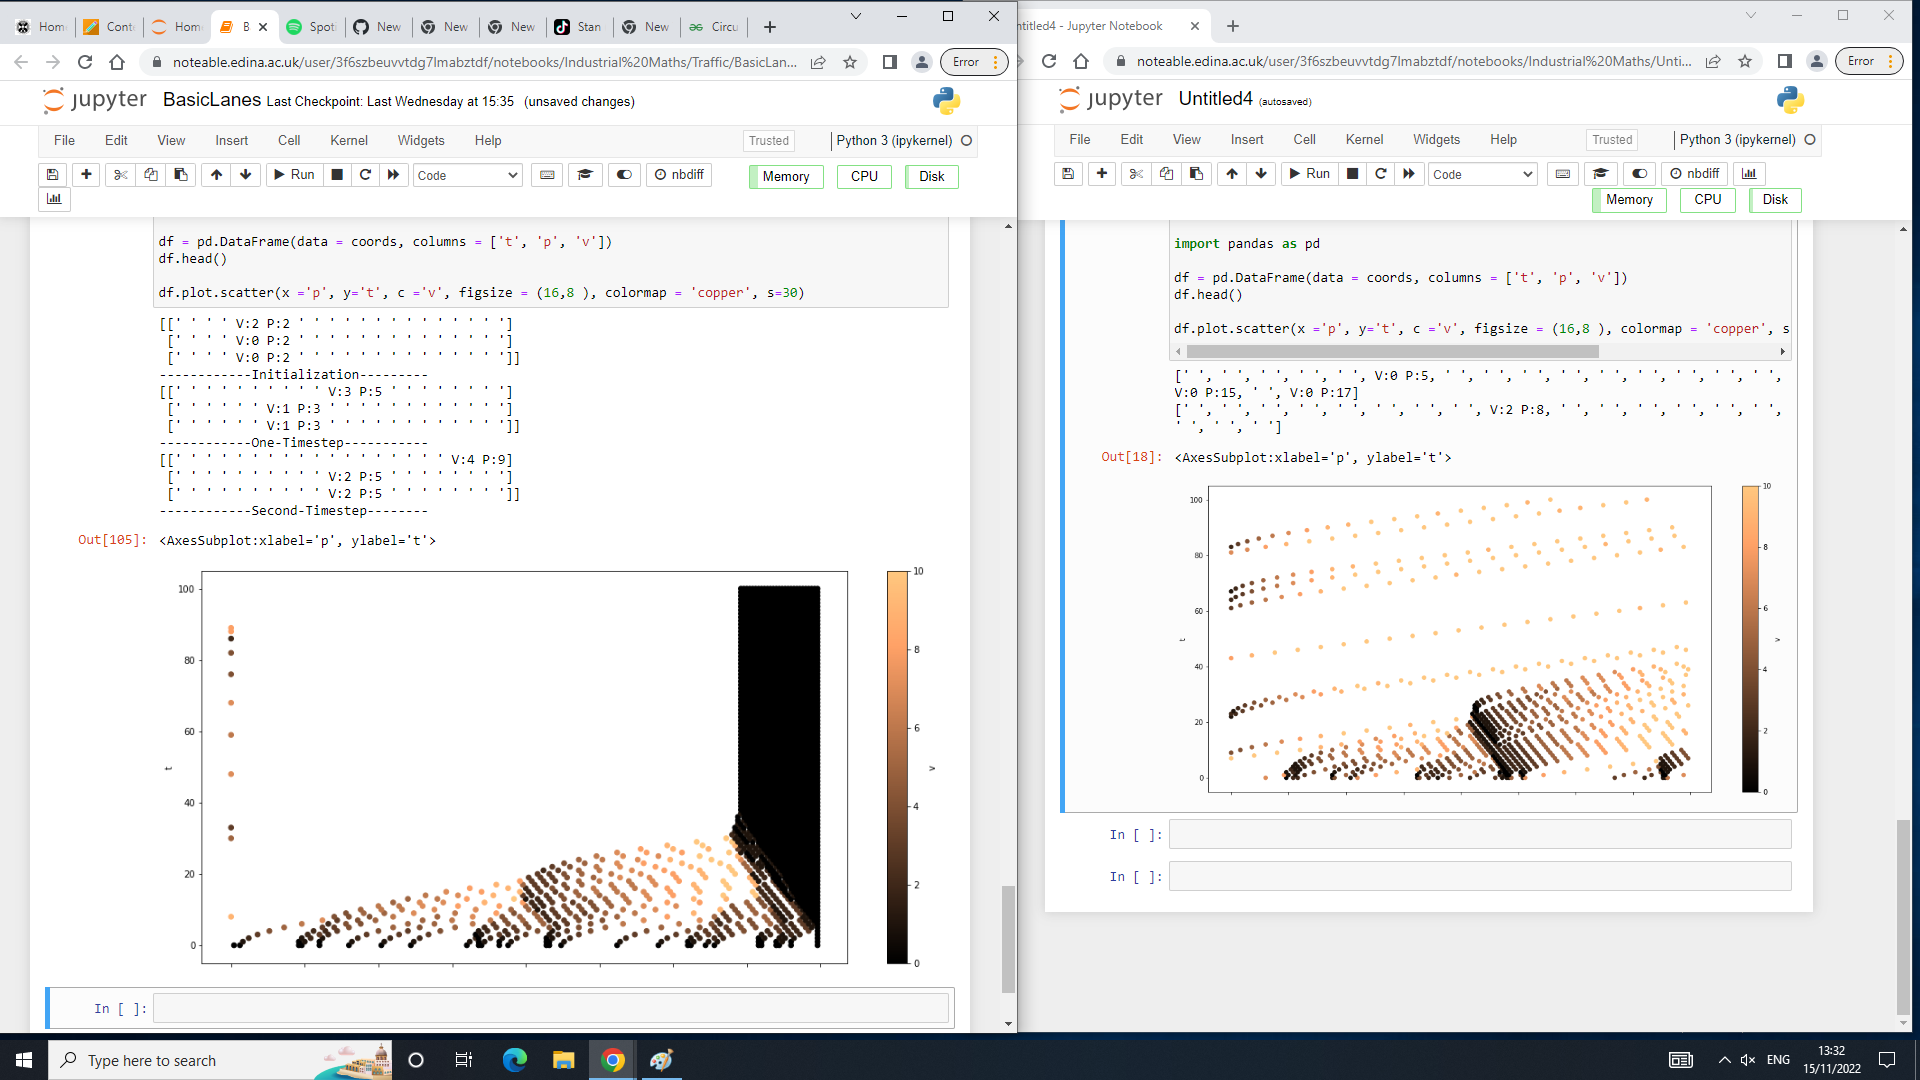 Hom
Cont
Hom
B
Spot
New
New
New
Stan
New
Circu
noteable.edina.ac.uk/user/3f6szbeuvvtdg7lmabztdf/notebooks/Industrial%20Maths/Traffic/BasicLan...
Error
jupyter BasicLanes Last Checkpoint: Last Wednesday at 15:35 (unsaved changes)
File Edit View Insert Cell Kernel Widgets Help Trusted Python 3 (ipykernel)
Run Code nbdiff Memory CPU Disk
df = pd.DataFrame(data = coords, columns = ['t', 'p', 'v'])
df.head()
df.plot.scatter(x ='p', y='t', c ='v', figsize = (16,8 ), colormap = 'copper', s=30)
[[' ' ' ' V:2 P:2 ' ' ' ' ' ' ' ' ' ' ' ' ' ']
[' ' ' ' V:0 P:2 ' ' ' ' ' ' ' ' ' ' ' ' ' ']
[' ' ' ' V:0 P:2 ' ' ' ' ' ' ' ' ' ' ' ' ' ']]
------------Initialization---------
[[' ' ' ' ' ' ' ' ' ' V:3 P:5 ' ' ' ' ' ' ' ']
[' ' ' ' ' ' V:1 P:3 ' ' ' ' ' ' ' ' ' ' ' ']
[' ' ' ' ' ' V:1 P:3 ' ' ' ' ' ' ' ' ' ' ' ']]
------------One-Timestep-----------
[[' ' ' ' ' ' ' ' ' ' ' ' ' ' ' ' ' ' V:4 P:9]
[' ' ' ' ' ' ' ' ' ' V:2 P:5 ' ' ' ' ' ' ' ']
[' ' ' ' ' ' ' ' ' ' V:2 P:5 ' ' ' ' ' ' ' ']]
------------Second-Timestep--------
Out[105]: <AxesSubplot:xlabel='p', ylabel='t'>
100
80
60
40
20
0
t
10
8
6
4
2
0
v
In [ ]:
ntitled4 - Jupyter Notebook
noteable.edina.ac.uk/user/3f6szbeuvvtdg7lmabztdf/notebooks/Industrial%20Maths/Unti...
Error
jupyter Untitled4 (autosaved)
File Edit View Insert Cell Kernel Widgets Help Trusted Python 3 (ipykernel)
Run Code nbdiff
Memory CPU Disk
import pandas as pd
df = pd.DataFrame(data = coords, columns = ['t', 'p', 'v'])
df.head()
df.plot.scatter(x ='p', y='t', c ='v', figsize = (16,8 ), colormap = 'copper', s
[' ', ' ', ' ', ' ', ' ', V:0 P:5, ' ', ' ', ' ', ' ', ' ', ' ', ' ', ' ', ' ',
V:0 P:15, ' ', V:0 P:17]
[' ', ' ', ' ', ' ', ' ', ' ', ' ', ' ', V:2 P:8, ' ', ' ', ' ', ' ', ' ', ' ',
' ', ' ', ' ']
Out[18]: <AxesSubplot:xlabel='p', ylabel='t'>
100
80
60
40
20
0
t
10
8
6
4
2
0
v
In [ ]:
In [ ]:
Type here to search
ENG
13:32
15/11/2022